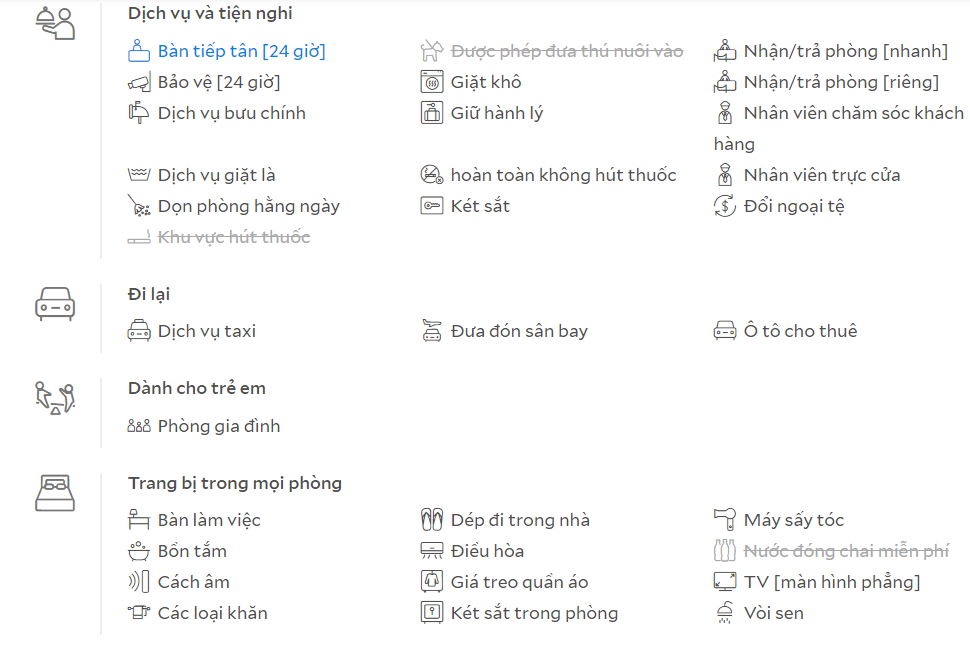 Dịch vụ và tiện nghi
Bàn tiếp tân [24 giờ]
Được phép đưa thú nuôi vào
Nhận/trả phòng [nhanh]
Bảo vệ [24 giờ]
Giặt khô
Nhận/trả phòng [riêng]
Dịch vụ bưu chính
Giữ hành lý
Nhân viên chăm sóc khách
hàng
Dịch vụ giặt là
hoàn toàn không hút thuốc
Nhân viên trực cửa
Dọn phòng hằng ngày
Két sắt
Đổi ngoại tệ
Khu vực hút thuốc
Đi lại
Dịch vụ taxi
Đưa đón sân bay
Ô tô cho thuê
Dành cho trẻ em
Phòng gia đình
Trang bị trong mọi phòng
Bàn làm việc
Dép đi trong nhà
Máy sấy tóc
Bồn tắm
Điều hòa
Nước đóng chai miễn phí
Cách âm
Giá treo quần áo
TV [màn hình phẳng]
Các loại khăn
Két sắt trong phòng
Vòi sen